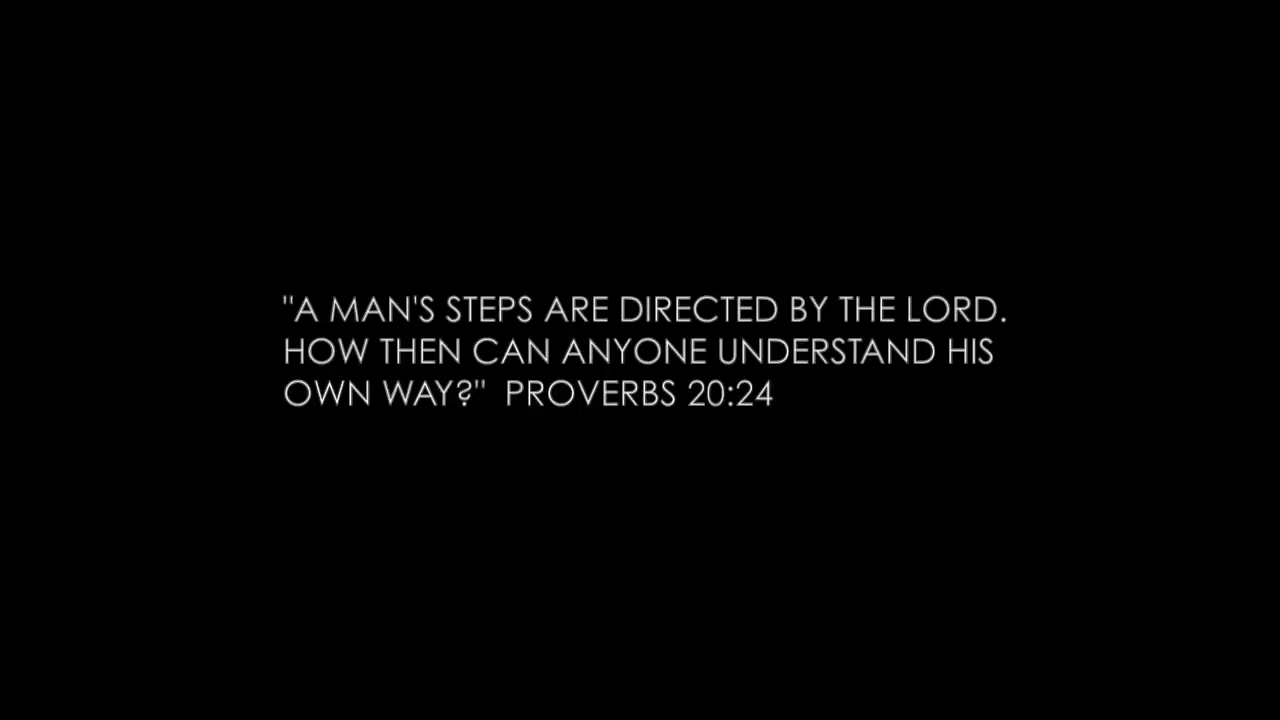 "A MAN'S STEPS ARE DIRECTED BY THE LORD.
HOW THEN CAN ANYONE UNDERSTAND HIS
OWN WAY?"  PROVERBS 20:24